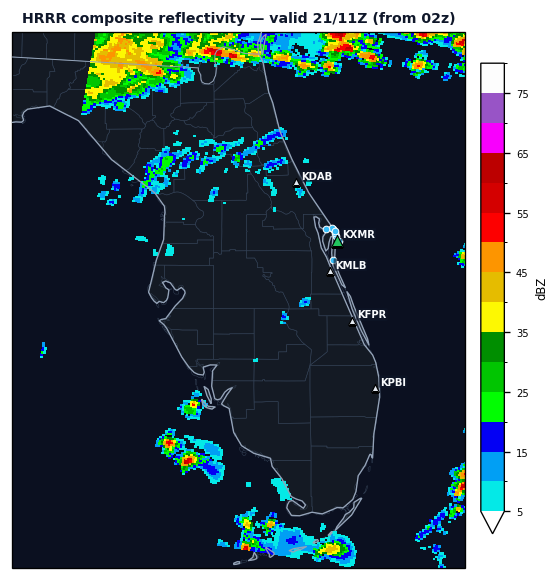 HRRR composite reflectivity — valid 21/11Z (from 02z)
KDAB
KXMR
KMLB
KFPR
KPBI
75
65
55
45
35
25
15
5
dBZ